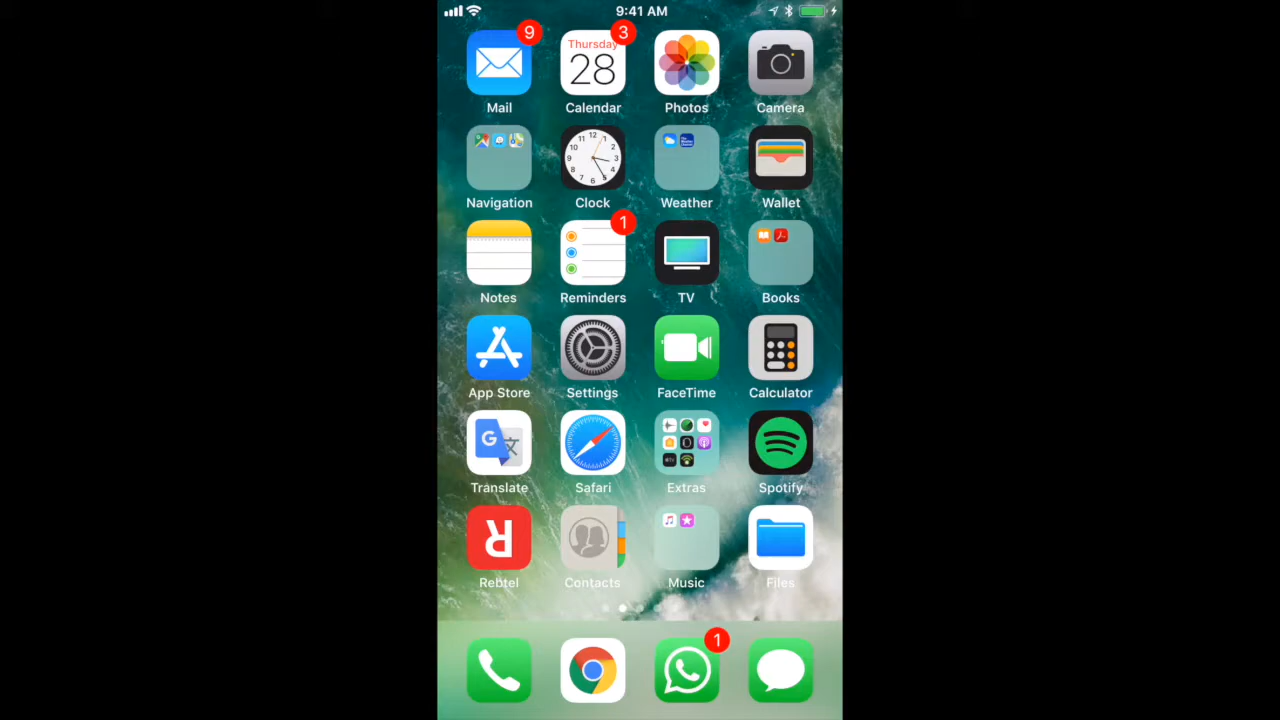 9:41 AM
9 3
Thursday
28
Mail Calendar Photos Camera
Navigation Clock Weather Wallet
1
Notes Reminders TV Books
App Store Settings FaceTime Calculator
G 文
Translate Safari Extras Spotify
R
Rebtel Contacts Music Files
1